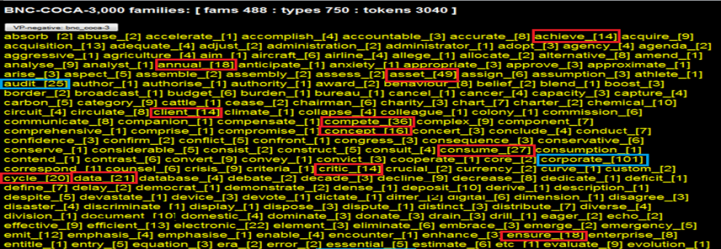 BNC-COCA-3,000 families: [ fams 488 : types 750 : tokens 3040 ]
VP-negative: bnc_coca-3
absorb_[2] abuse_[2] accelerate_[1] accomplish_[4] accountable_[3] accurate_[8] achieve_[14] acquire_[9]
acquisition_[13] adequate_[4] adjust_[2] administration_[2] administrator_[1] adopt_[3] agency_[4] agenda_[2]
aggressive_[1] agriculture_[4] alm_[1] aircraft_[6] airline_[4] allege_[1] allocate_[2] alternative_[8] amend_[1]
analyse_[9] analyst_[1] annual_[18] anticipate_[1] anxiety_[1] appropriate_[3] approve_[3] approximate_[1]
arise_[3] aspect_[5] assemble_[2] assembly_[2] assess_[2] asset_[49] assign_[6] assumption_[3] athlete_[1]
audit_[25] author_[1] authorise_[1] authority_[1] award_[2] behaviour_[8] belief_[2] blend_[1] boost_[3]
border_[2] broadcast_[1] budget_[6] burden_[1] bureau_[1] cancel_[1] cancer_[4] capacity_[3] capture_[4]
carbon_[5] category_[9] cattle_[1] cease_[2] chairman_[6] charity_[3] chart_[7] charter_[2] chemical_[10]
circuit_[4] circulate_[8] client_[14] climate_[1] collapse_[4] colleague_[1] colony_[1] commission_[6]
communicate_[8] companion_[1] compensate_[1] compete_[36] complex_[9] component_[7]
comprehensive_[1] comprise_[1] compromise_[1] concept_[16] concert_[3] conclude_[4] conduct_[7]
confidence_[3] confirm_[2] conflict_[5] confront_[1] congress_[3] consequence_[3] conservative_[6]
conserve_[1] considerable_[5] consist_[2] construct_[5] consult_[4] consume_[27] consumption_[1]
contend_[1] contrast_[6] convert_[9] convey_[1] convict_[3] cooperate_[1] cope_[2] corporate_[101]
correspond_[1] counsel_[6] crisis_[9] criteria_[1] critic_[14] crucial_[2] currency_[2] curve_[1] custom_[2]
cycle_[20] data_[21] database_[4] debate_[2] decade_[3] decline_[9] decrease_[8] dedicate_[1] deficit_[1]
define_[7] delay_[2] democrat_[1] demonstrate_[2] dense_[1] deposit_[10] derive_[1] description_[1]
despite_[5] devastate_[1] device_[1] devote_[1] dictate_[1] differ_[2] digital_[6] dimension_[1] disagree_[3]
disaster_[4] discriminate_[1] display_[1] dispose_[3] dispute_[1] distinct_[3] distribute_[7] diverse_[4]
division_[1] document_[10] domestic_[4] dominate_[4] donate_[3] drain_[3] drill_[1] eager_[2] echo_[2]
effective_[9] efficient_[13] electronic_[22] element_[3] eliminate_[6] embrace_[3] emerge_[3] emergency_[5]
emit_[12] emphasis_[4] emphasise_[1] enable_[4] encounter_[1] enhance_[3] ensure_[18] enterprise_[8]
entitle_[1] entry_[5] equation_[3] era_[2] error_[2] essential_[5] estimate_[6] etc_[1] evaluate_[9] evolution_[1]